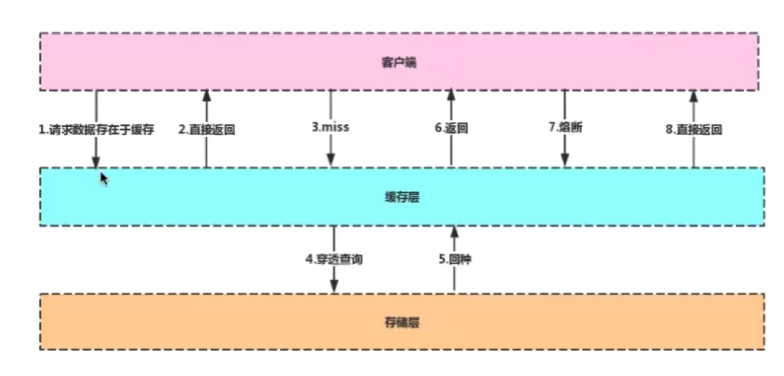 客户端
1.请求数据存在于缓存
2.直接返回
3.miss
6.返回
7.熔断
8.直接返回
缓存层
4.穿透查询
5.回种
存储层